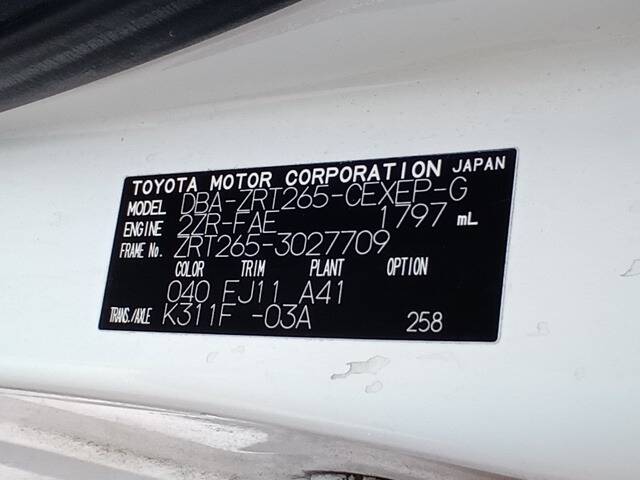 TOYOTA MOTOR CORPORATION JAPAN
MODEL DBA-ZRT265-CEXEP-G
ENGINE 2ZR-FAE 1797 mL
FRAME No. ZRT265-3027709
COLOR TRIM PLANT OPTION
040 FJ11 A41
TRANS./AXLE K311F -03A 258